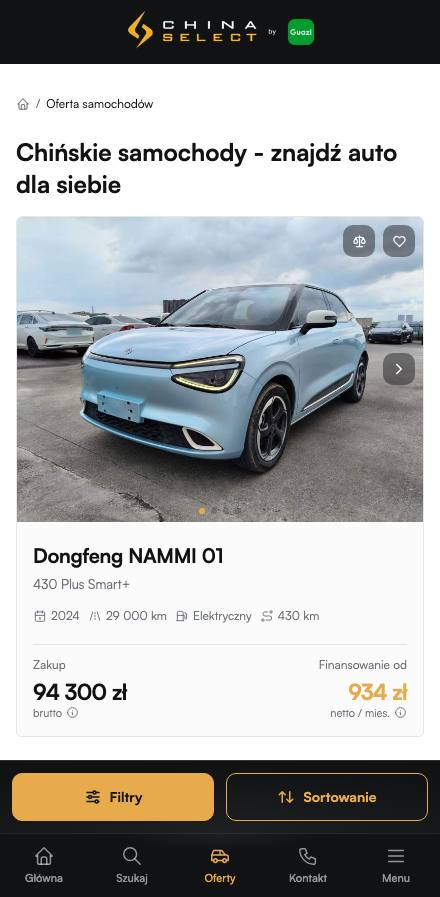 CHINA
SELECT
by
Guazi
/ Oferta samochodów
Chińskie samochody - znajdź auto
dla siebie
Dongfeng NAMMI 01
430 Plus Smart+
2024 29 000 km Elektryczny 430 km
Zakup Finansowanie od
94 300 zł 934 zł
brutto netto / mies.
Filtry Sortowanie
Główna Szukaj Oferty Kontakt Menu